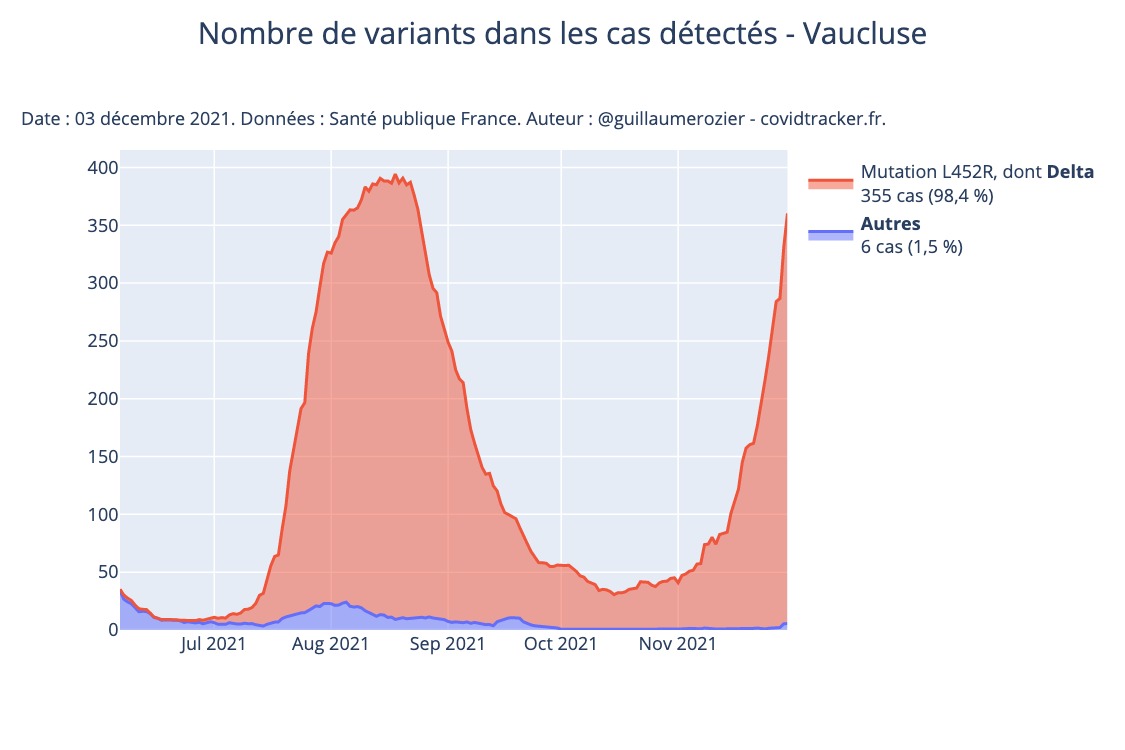 Nombre de variants dans les cas détectés - Vaucluse
Date : 03 décembre 2021. Données : Santé publique France. Auteur : @guillaumerozier - covidtracker.fr.
400
350
300
250
200
150
100
50
0
Jul 2021
Aug 2021
Sep 2021
Oct 2021
Nov 2021
Mutation L452R, dont Delta
355 cas (98,4 %)
Autres
6 cas (1,5 %)